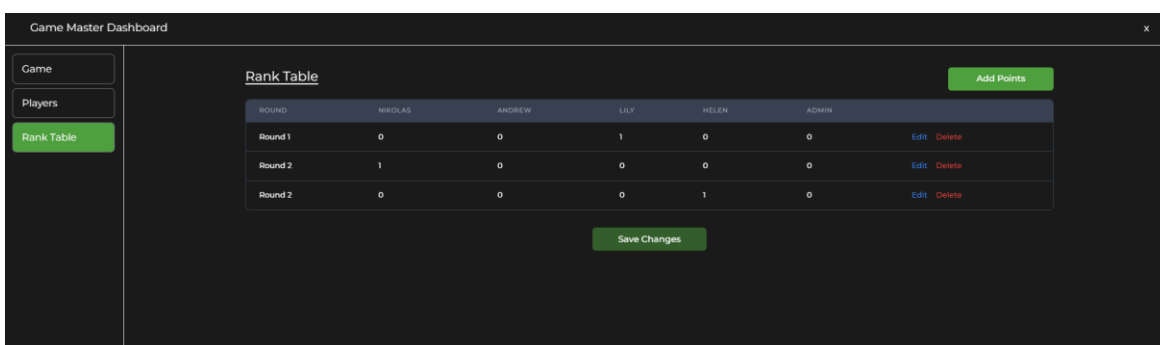 Game Master Dashboard x
Game
Players
Rank Table
Rank Table
Add Points
ROUND NIKOLAS ANDREW LILY HELEN ADMIN
Round 1 0 0 1 0 0 Edit Delete
Round 2 1 0 0 0 0 Edit Delete
Round 2 0 0 0 1 0 Edit Delete
Save Changes